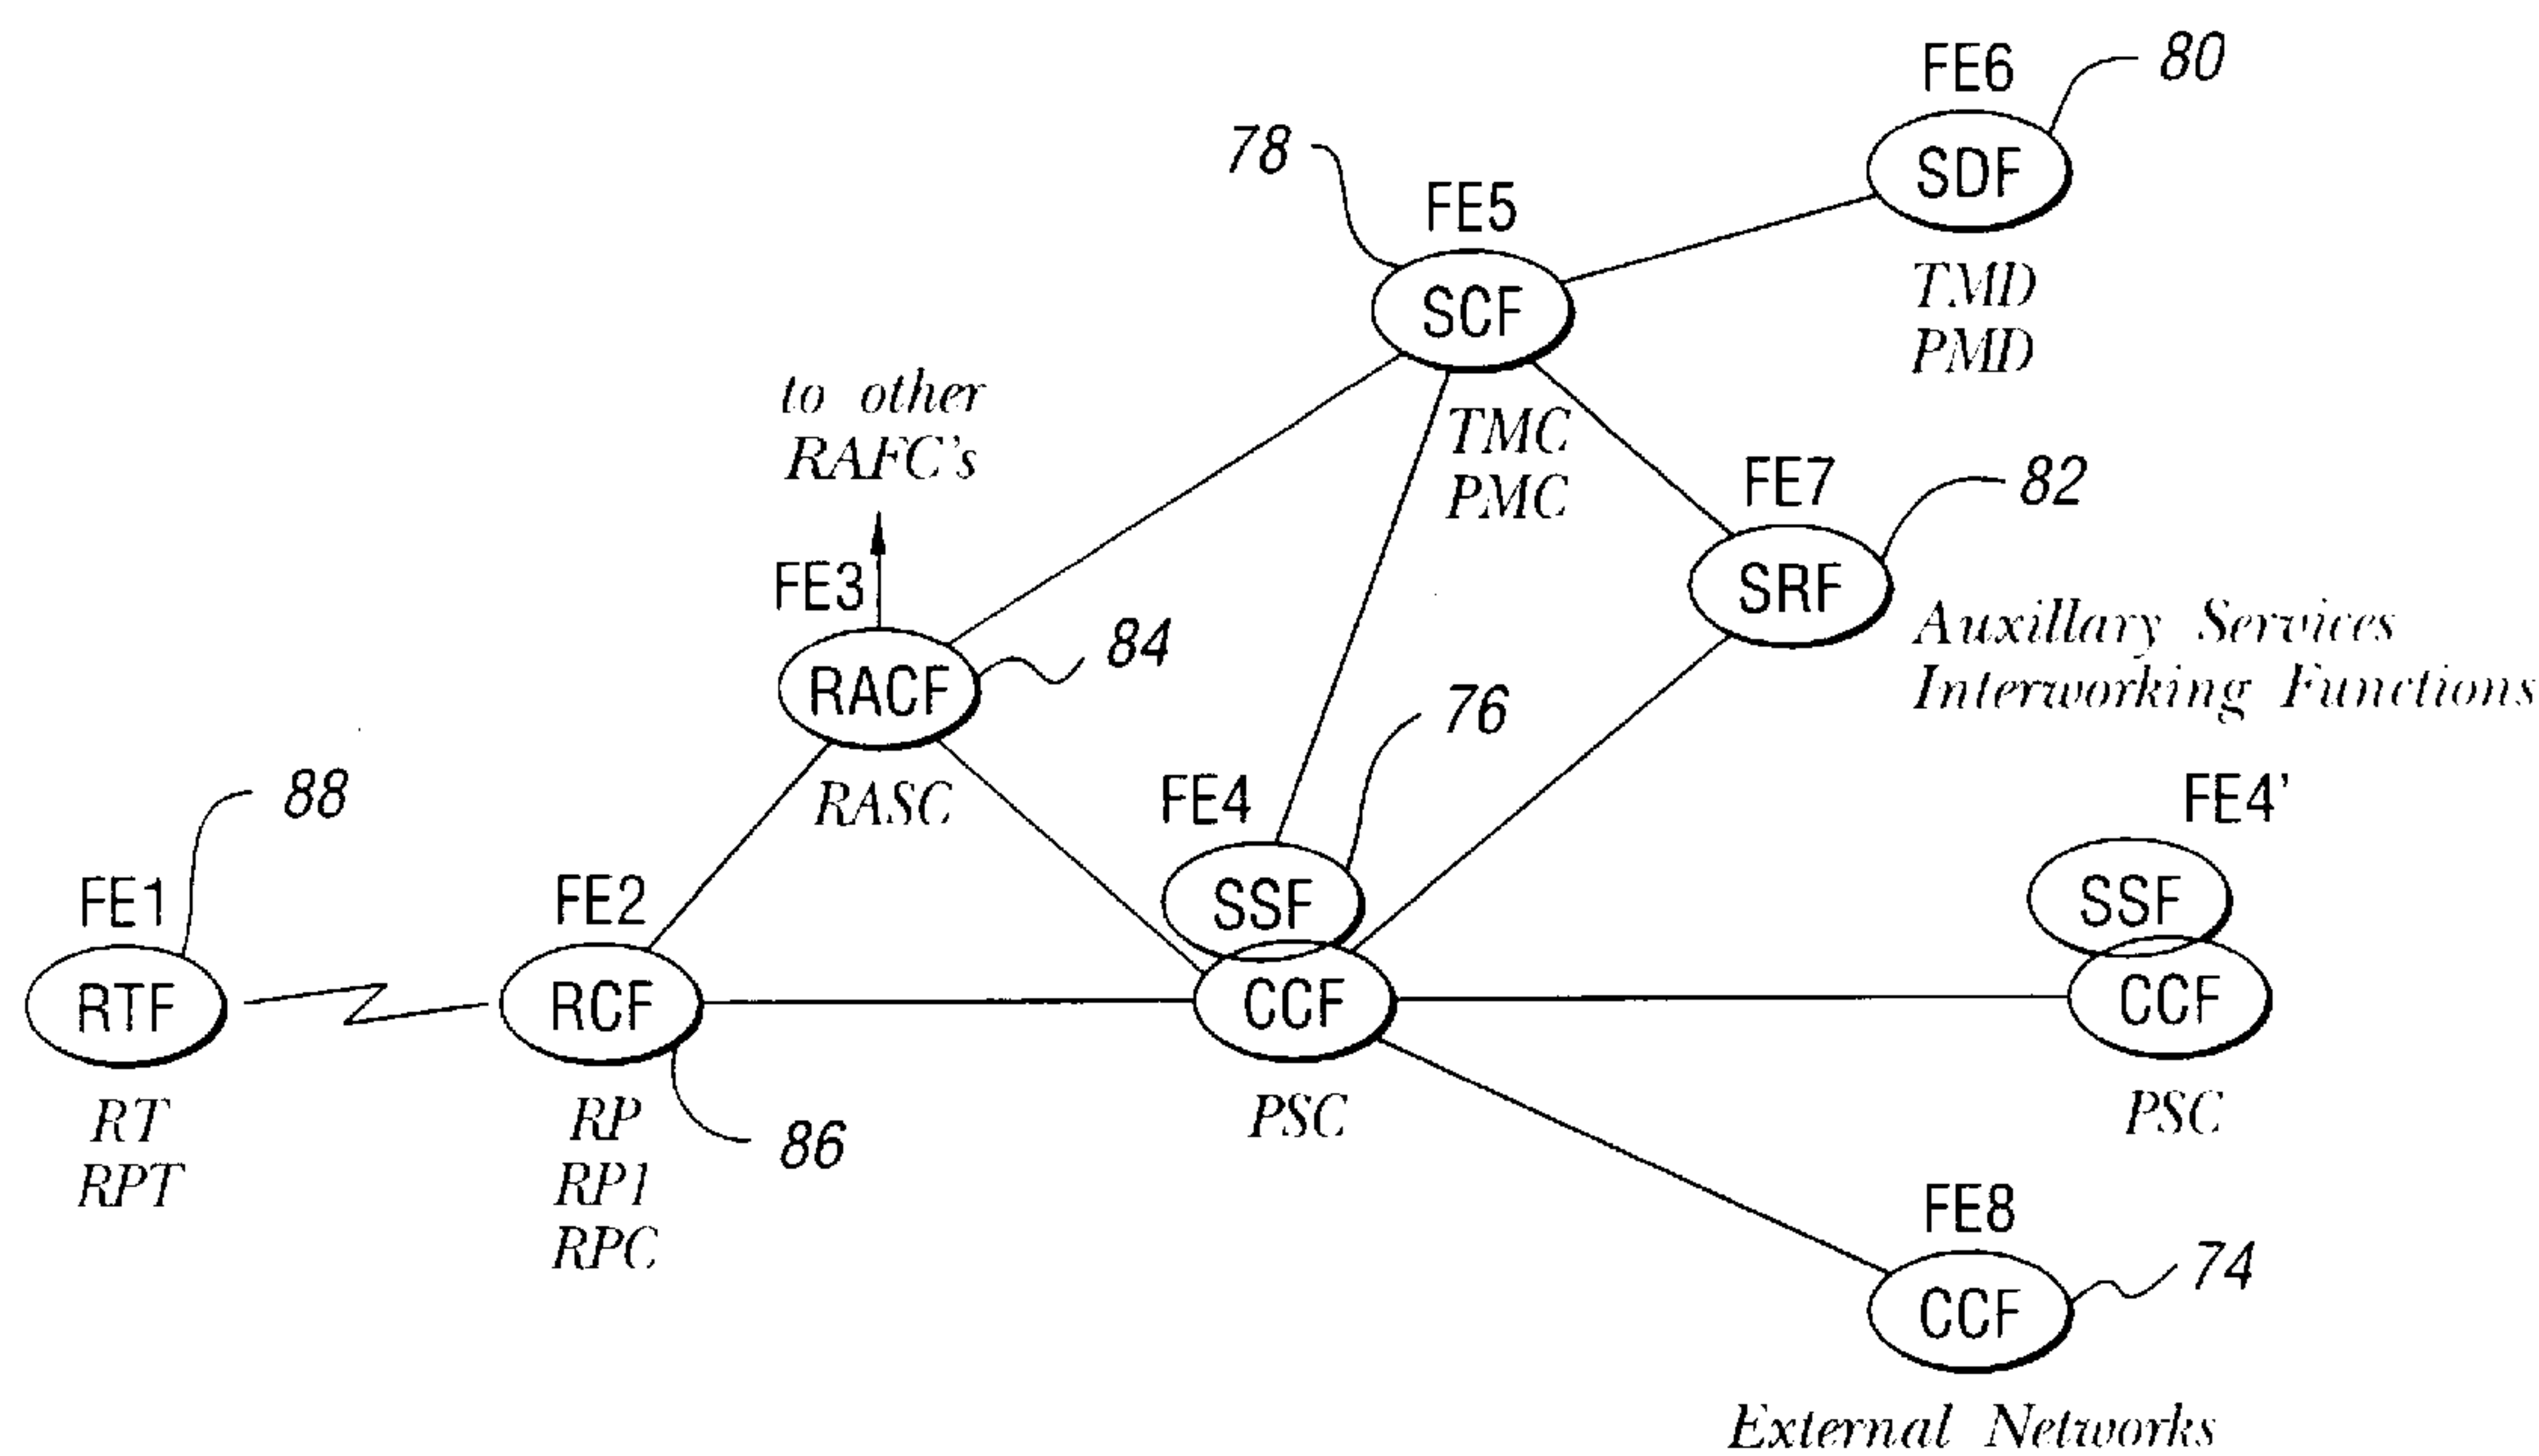 FE6
80
SDF
TMD
PMD
78
FE5
SCF
TMC
PMC
to other
RAFC's
FE3
RACF
84
RASC
FE7
82
SRF
Auxillary Services
Interworking Functions
76
FE4
SSF
CCF
PSC
FE4'
SSF
CCF
PSC
88
FE1
RTF
RT
RPT
FE2
RCF
86
RP
RP1
RPC
FE8
CCF
74
External Networks